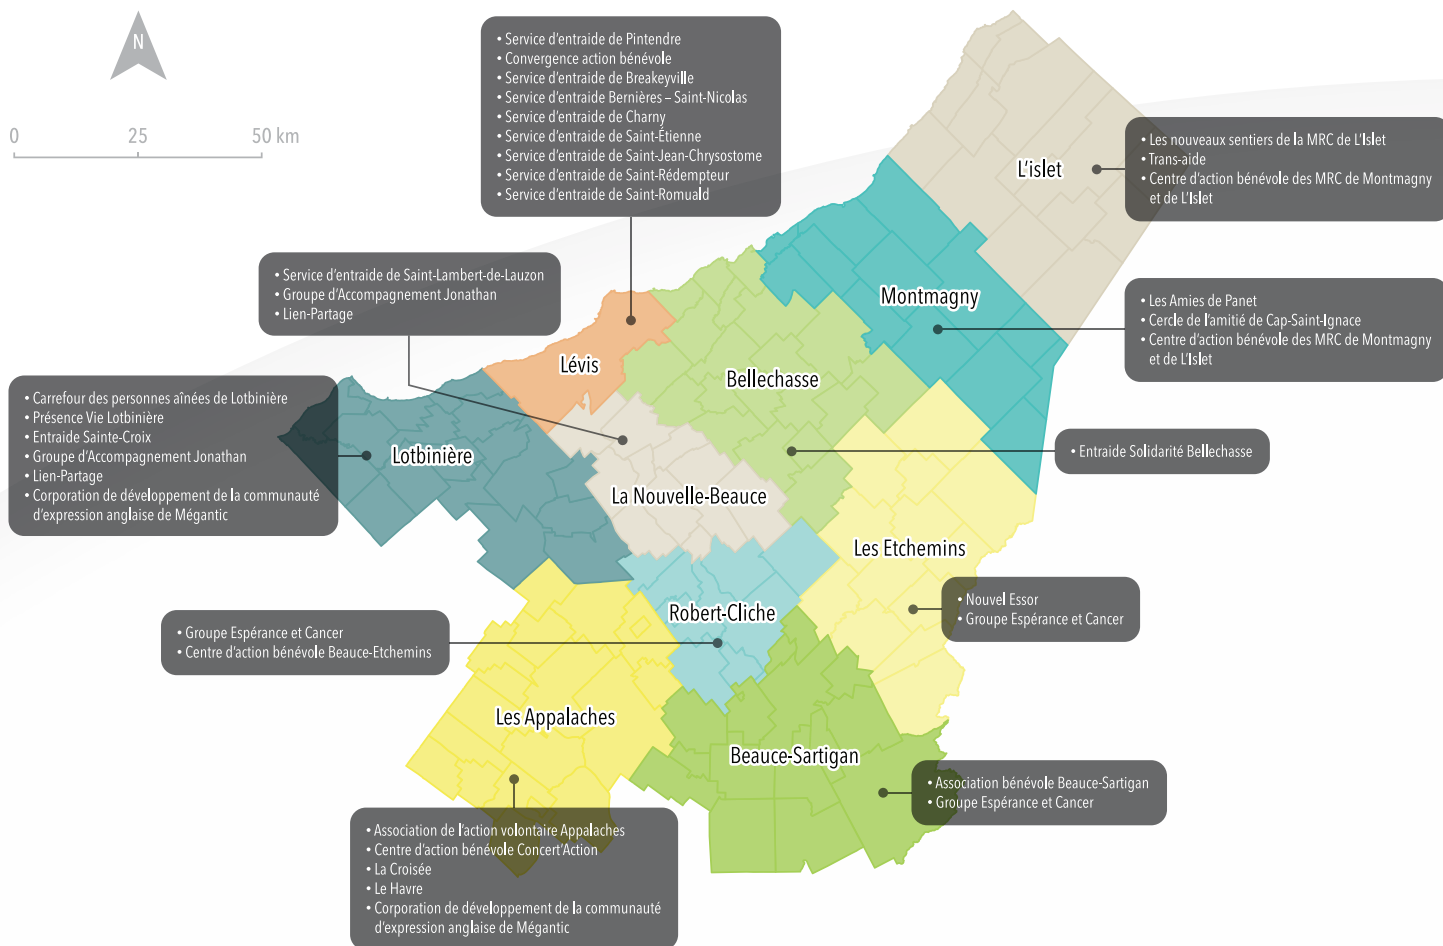 N
0 25 50 km
• Service d'entraide de Pintendre
• Convergence action bénévole
• Service d'entraide de Breakeyville
• Service d'entraide Bernières – Saint-Nicolas
• Service d'entraide de Charny
• Service d'entraide de Saint-Étienne
• Service d'entraide de Saint-Jean-Chrysostome
• Service d'entraide de Saint-Rédempteur
• Service d'entraide de Saint-Romuald
• Les nouveaux sentiers de la MRC de L'Islet
• Trans-aide
• Centre d'action bénévole des MRC de Montmagny
et de L'Islet
L'islet
• Service d'entraide de Saint-Lambert-de-Lauzon
• Groupe d'Accompagnement Jonathan
• Lien-Partage
Montmagny
• Les Amies de Panet
• Cercle de l'amitié de Cap-Saint-Ignace
• Centre d'action bénévole des MRC de Montmagny
et de L'Islet
Lévis
Bellechasse
• Carrefour des personnes aînées de Lotbinière
• Présence Vie Lotbinière
• Entraide Sainte-Croix
• Groupe d'Accompagnement Jonathan
• Lien-Partage
• Corporation de développement de la communauté
d'expression anglaise de Mégantic
Lotbinière
• Entraide Solidarité Bellechasse
La Nouvelle-Beauce
Les Etchemins
• Nouvel Essor
• Groupe Espérance et Cancer
Robert-Cliche
• Groupe Espérance et Cancer
• Centre d'action bénévole Beauce-Etchemins
Les Appalaches
Beauce-Sartigan
• Association bénévole Beauce-Sartigan
• Groupe Espérance et Cancer
• Association de l'action volontaire Appalaches
• Centre d'action bénévole Concert'Action
• La Croisée
• Le Havre
• Corporation de développement de la communauté
d'expression anglaise de Mégantic